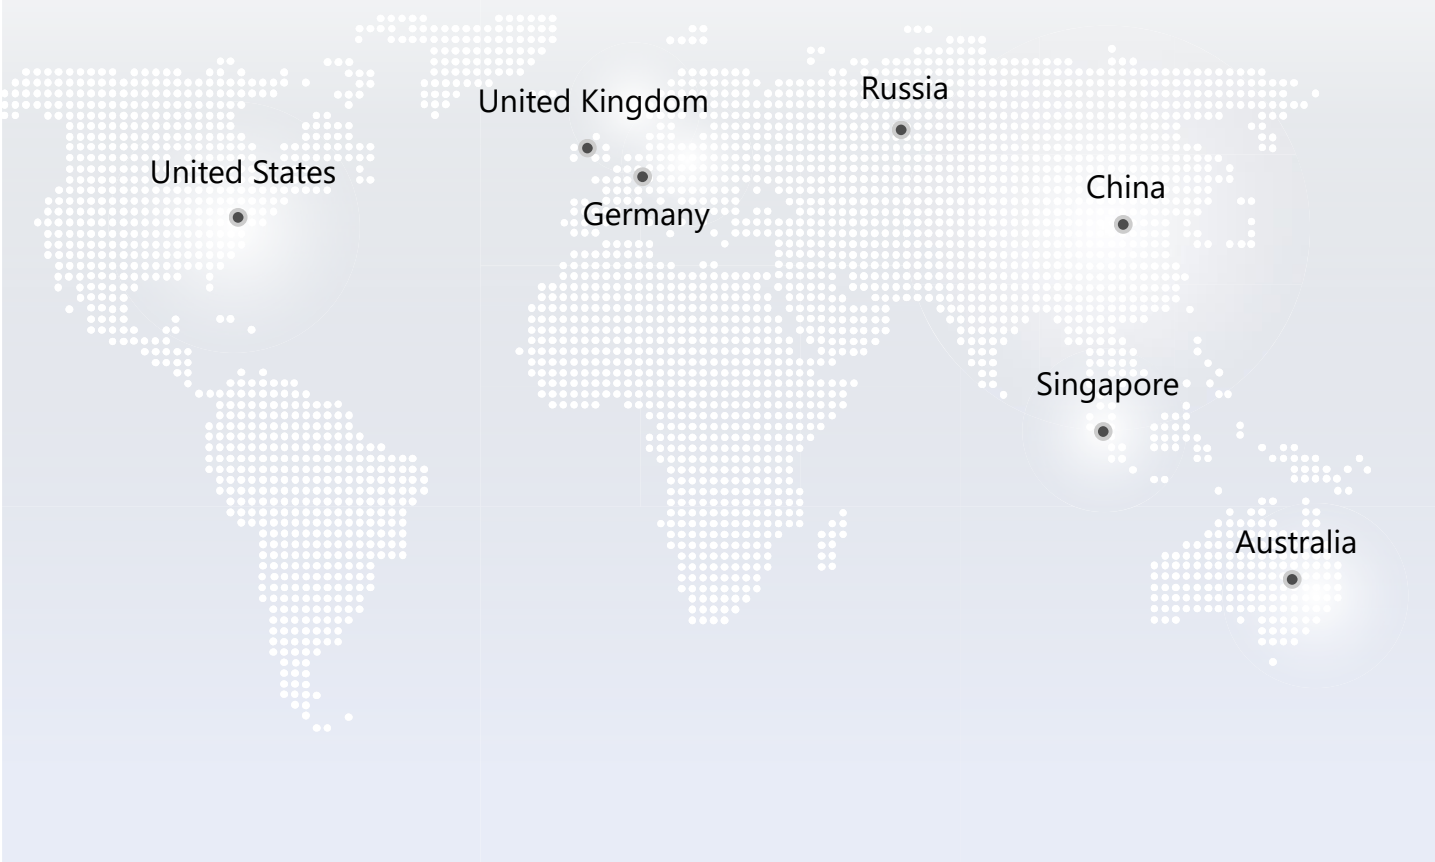 Russia
United Kingdom
United States
China
Germany
Singapore
Australia